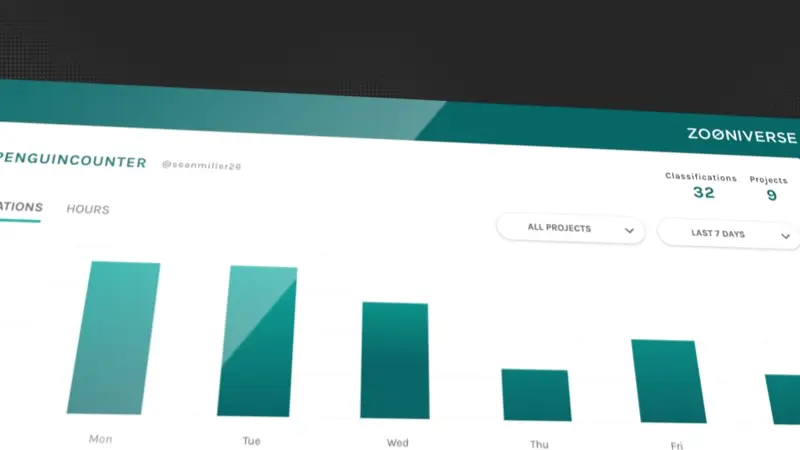 ZOONIVERSE
PENGUINCOUNTER @seanmiller26
Classifications Projects
32 9
ATIONS HOURS
ALL PROJECTS LAST 7 DAYS
Mon Tue Wed Thu Fri